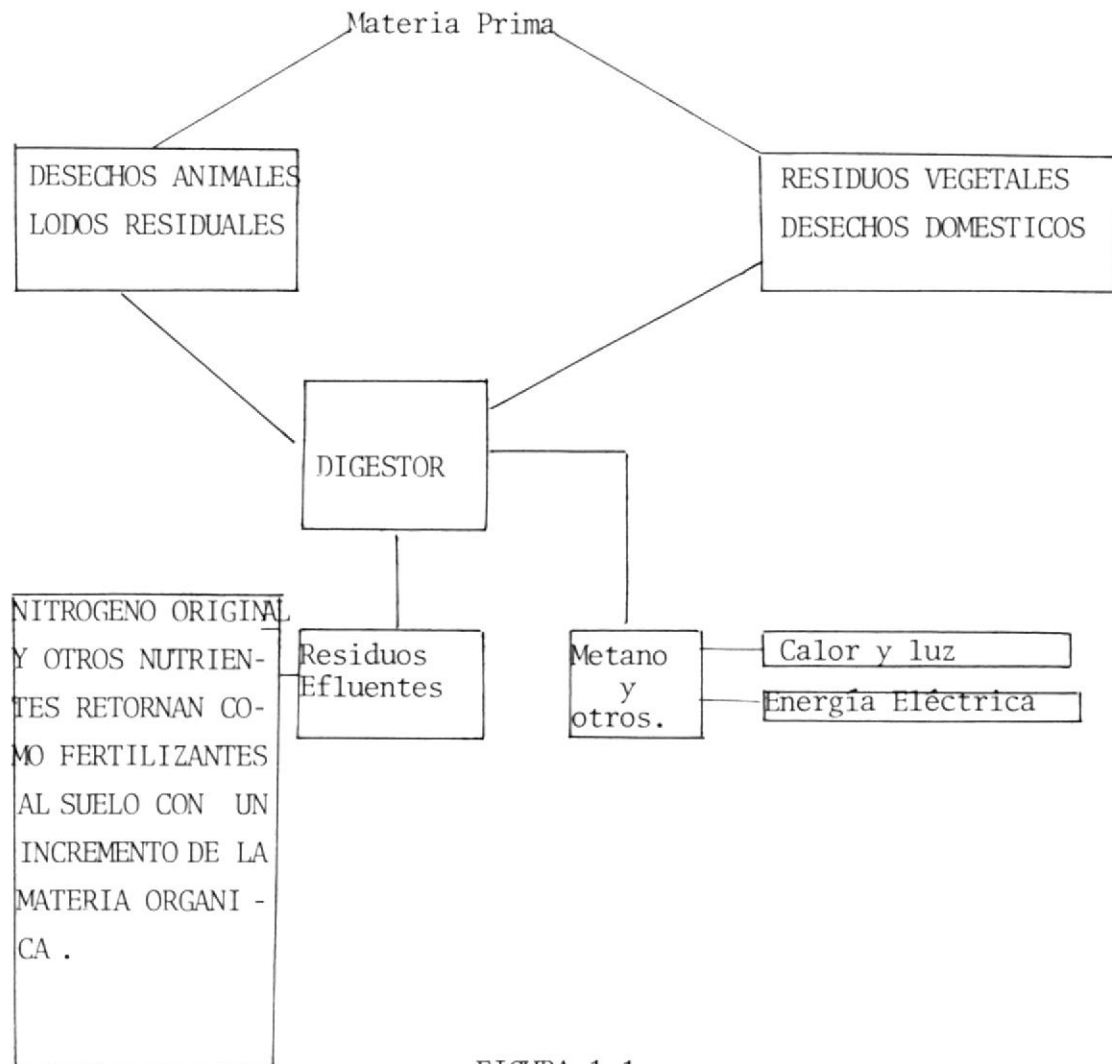 Materia Prima
DESECHOS ANIMALES
LODOS RESIDUALES
RESIDUOS VEGETALES
DESECHOS DOMESTICOS
DIGESTOR
NITROGENO ORIGINAL
Y OTROS NUTRIEN-
TES RETORNAN CO-
MO FERTILIZANTES
AL SUELO CON UN
INCREMENTO DE LA
MATERIA ORGANI -
CA .
Residuos
Efluentes
Metano
y
otros.
Calor y luz
Energía Eléctrica
FIGURA 1.1